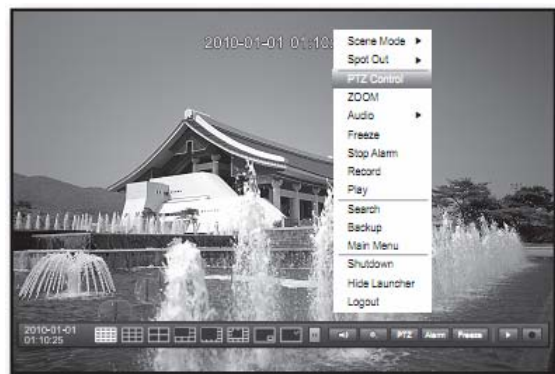 2010-01-01 01:10:
Scene Mode
Spot Out
PTZ Control
ZOOM
Audio
Freeze
Stop Alarm
Record
Play
Search
Backup
Main Menu
Shutdown
Hide Launcher
Logout
2010-01-01
01:10:25
PTZ
Alarm
Freeze